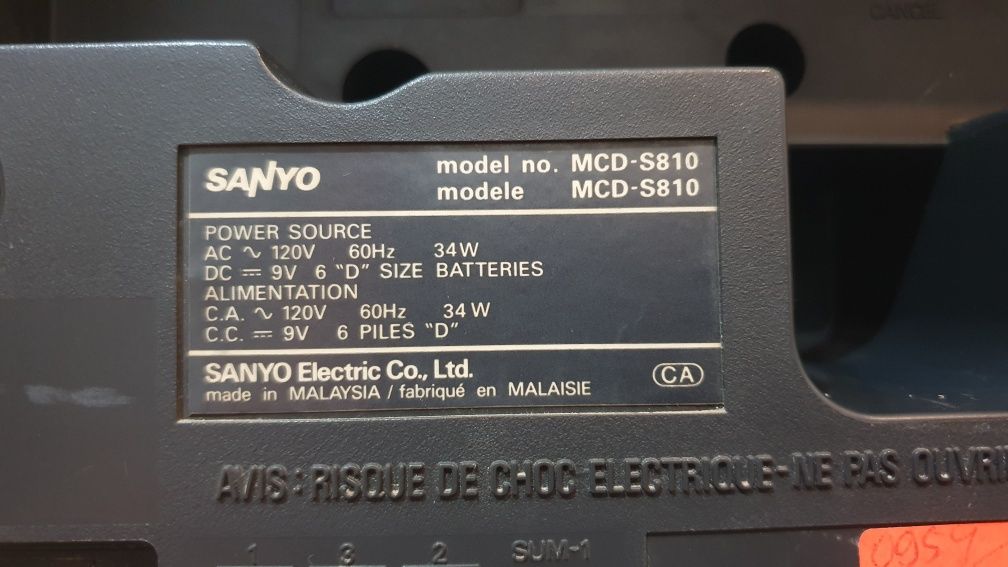 CANCEL
SANYO
model no. MCD-S810
modele MCD-S810
POWER SOURCE
AC ∿ 120V 60Hz 34W
DC ⎓ 9V 6 "D" SIZE BATTERIES
ALIMENTATION
C.A. ∿ 120V 60Hz 34W
C.C. ⎓ 9V 6 PILES "D"
SANYO Electric Co., Ltd.
made in MALAYSIA / fabriqué en MALAISIE
CA
AVIS: RISQUE DE CHOC ELECTRIQUE-NE PAS OUVRI
1 3 2 SUM-1